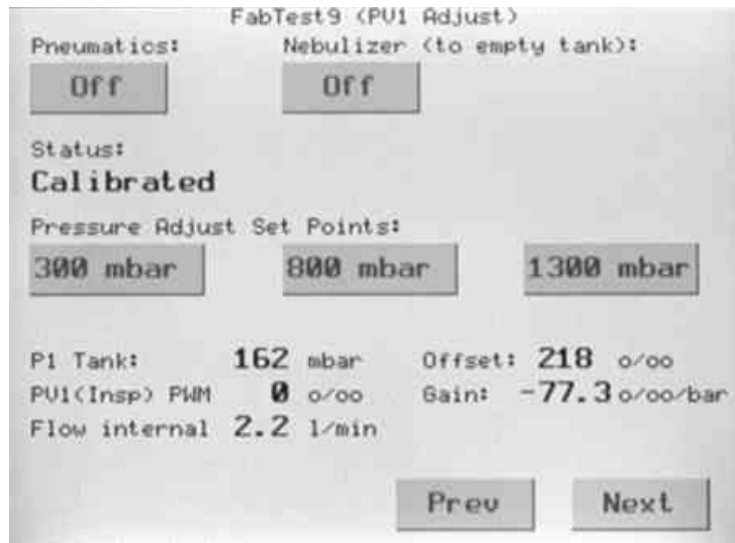 FabTest9 (PV1 Adjust)
Pneumatics: Nebulizer (to empty tank):
Off Off
Status:
Calibrated
Pressure Adjust Set Points:
300 mbar 800 mbar 1300 mbar
P1 Tank: 162 mbar Offset: 218 o/oo
PV1(Insp) PWM 0 o/oo Gain: -77.3 o/oo/bar
Flow internal 2.2 l/min
Prev Next